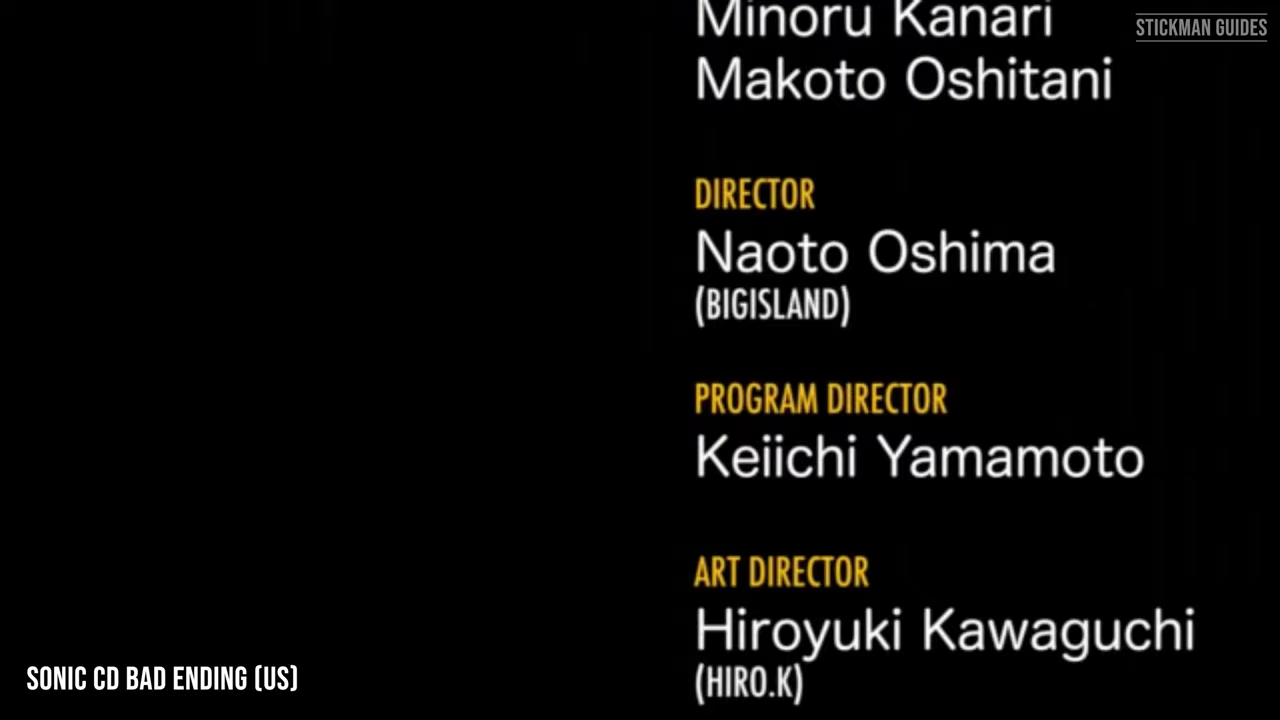 STICKMAN GUIDES
Minoru Kanari
Makoto Oshitani
DIRECTOR
Naoto Oshima
(BIGISLAND)
PROGRAM DIRECTOR
Keiichi Yamamoto
ART DIRECTOR
Hiroyuki Kawaguchi
(HIRO.K)
SONIC CD BAD ENDING (US)